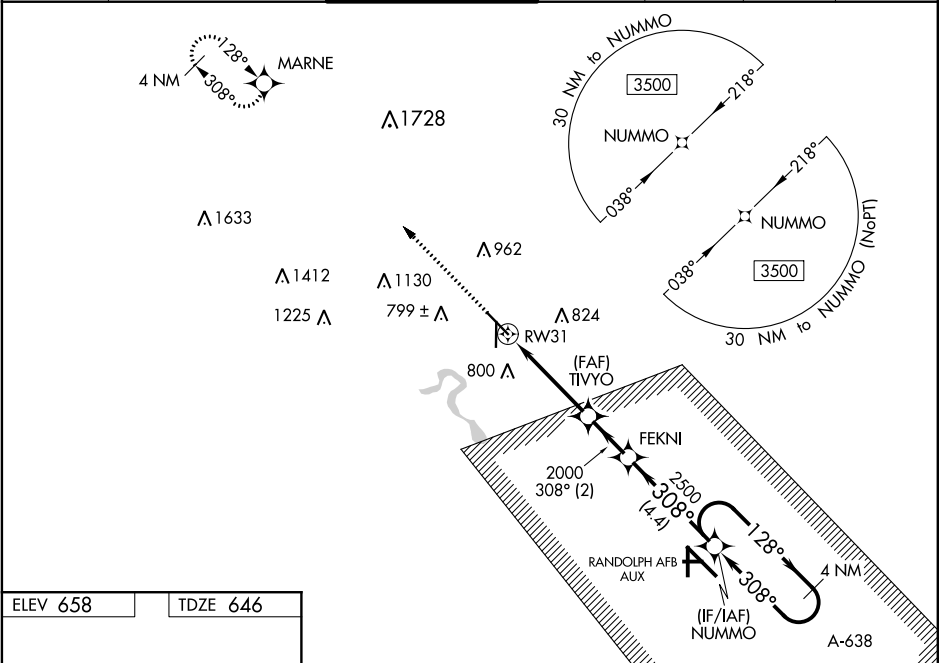 128°
MARNE
4 NM
308°
1728
30 NM to NUMMO
3500
218°
NUMMO
038°
218°
NUMMO
3500
038°
30 NM to NUMMO (NoPT)
1633
962
1412
1130
1225
799 ±
824
RW31
800
(FAF)
TIVYO
FEKNI
2000
308° (2)
2500
308°
(4.4)
128°
RANDOLPH AFB
AUX
4 NM
308°
(IF/IAF)
NUMMO
A-638
ELEV 658
TDZE 646